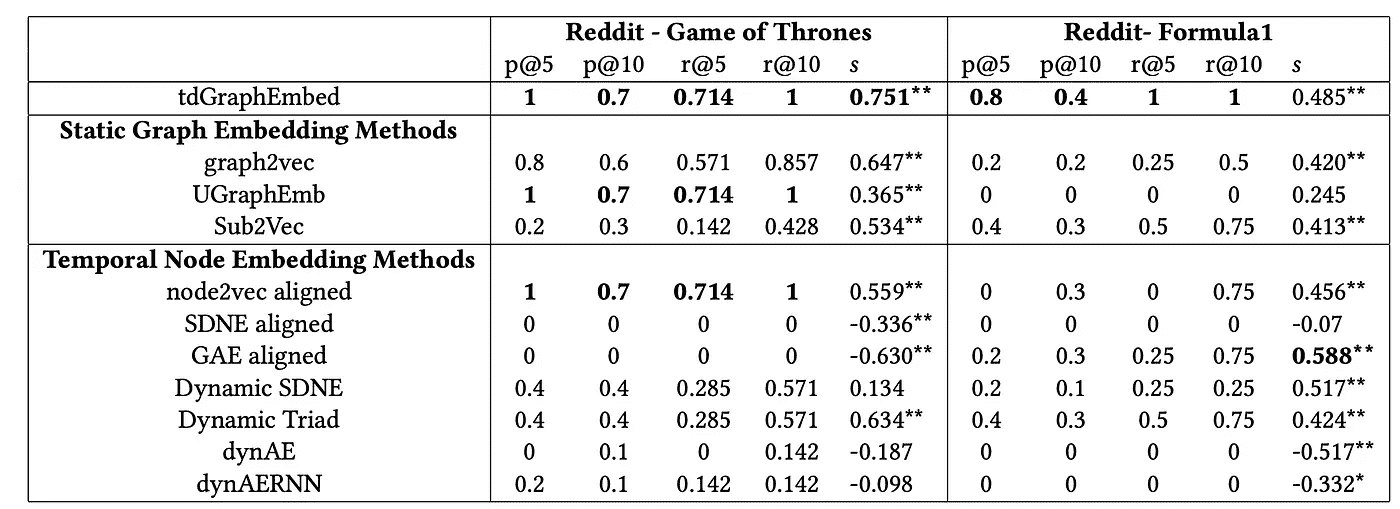 Reddit - Game of Thrones Reddit- Formula1
p@5 p@10 r@5 r@10 s p@5 p@10 r@5 r@10 s
tdGraphEmbed 1 0.7 0.714 1 0.751** 0.8 0.4 1 1 0.485**
Static Graph Embedding Methods
graph2vec 0.8 0.6 0.571 0.857 0.647** 0.2 0.2 0.25 0.5 0.420**
UGraphEmb 1 0.7 0.714 1 0.365** 0 0 0 0 0.245
Sub2Vec 0.2 0.3 0.142 0.428 0.534** 0.4 0.3 0.5 0.75 0.413**
Temporal Node Embedding Methods
node2vec aligned 1 0.7 0.714 1 0.559** 0 0.3 0 0.75 0.456**
SDNE aligned 0 0 0 0 -0.336** 0 0 0 0 -0.07
GAE aligned 0 0 0 0 -0.630** 0.2 0.3 0.25 0.75 0.588**
Dynamic SDNE 0.4 0.4 0.285 0.571 0.134 0.2 0.1 0.25 0.25 0.517**
Dynamic Triad 0.4 0.4 0.285 0.571 0.634** 0.4 0.3 0.5 0.75 0.424**
dynAE 0 0.1 0 0.142 -0.187 0 0 0 0 -0.517**
dynAERNN 0.2 0.1 0.142 0.142 -0.098 0 0 0 0 -0.332*